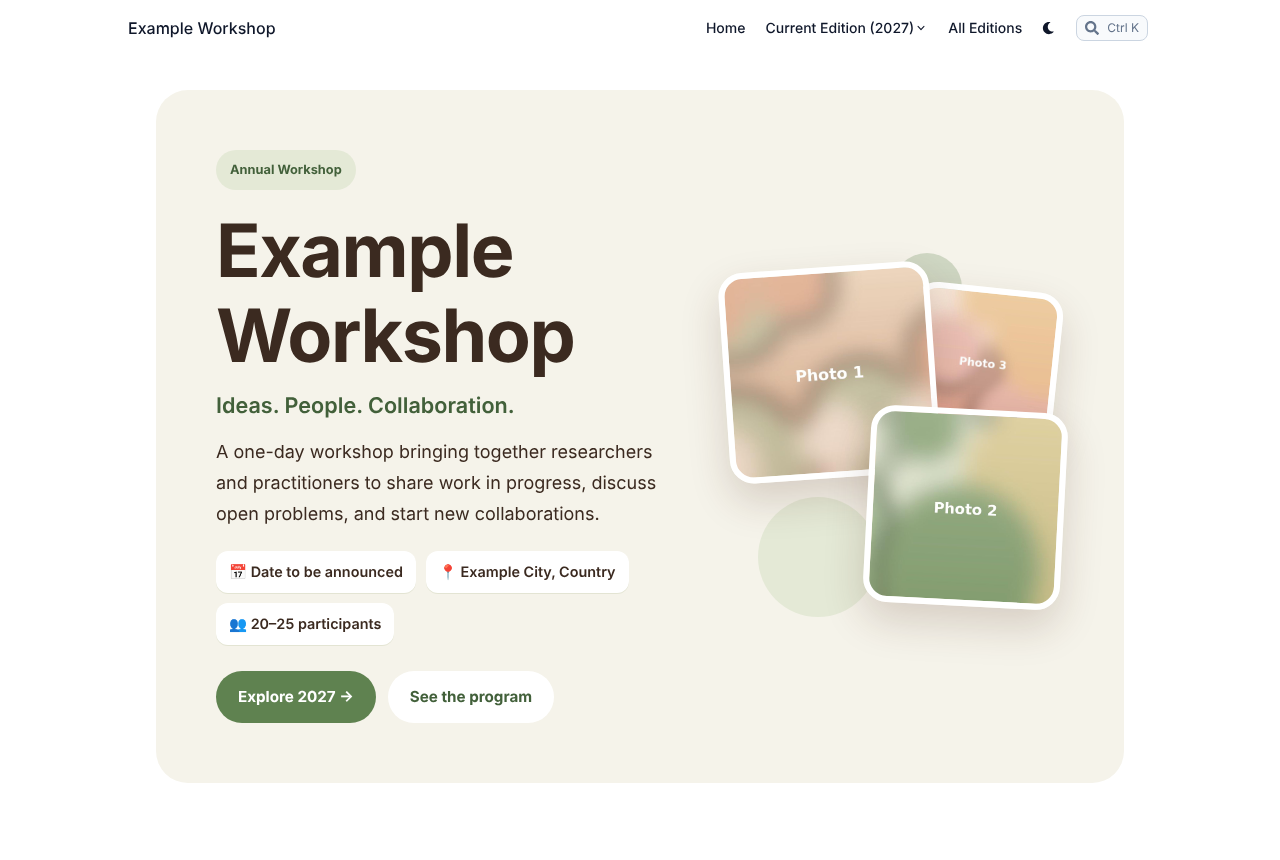 Example Workshop
Home
Current Edition (2027)
All Editions
Ctrl K
Annual Workshop
Example
Workshop
Ideas. People. Collaboration.
A one-day workshop bringing together researchers
and practitioners to share work in progress, discuss
open problems, and start new collaborations.
📅 Date to be announced
📍 Example City, Country
👥 20–25 participants
Explore 2027 →
See the program
Photo 1
Photo 3
Photo 2